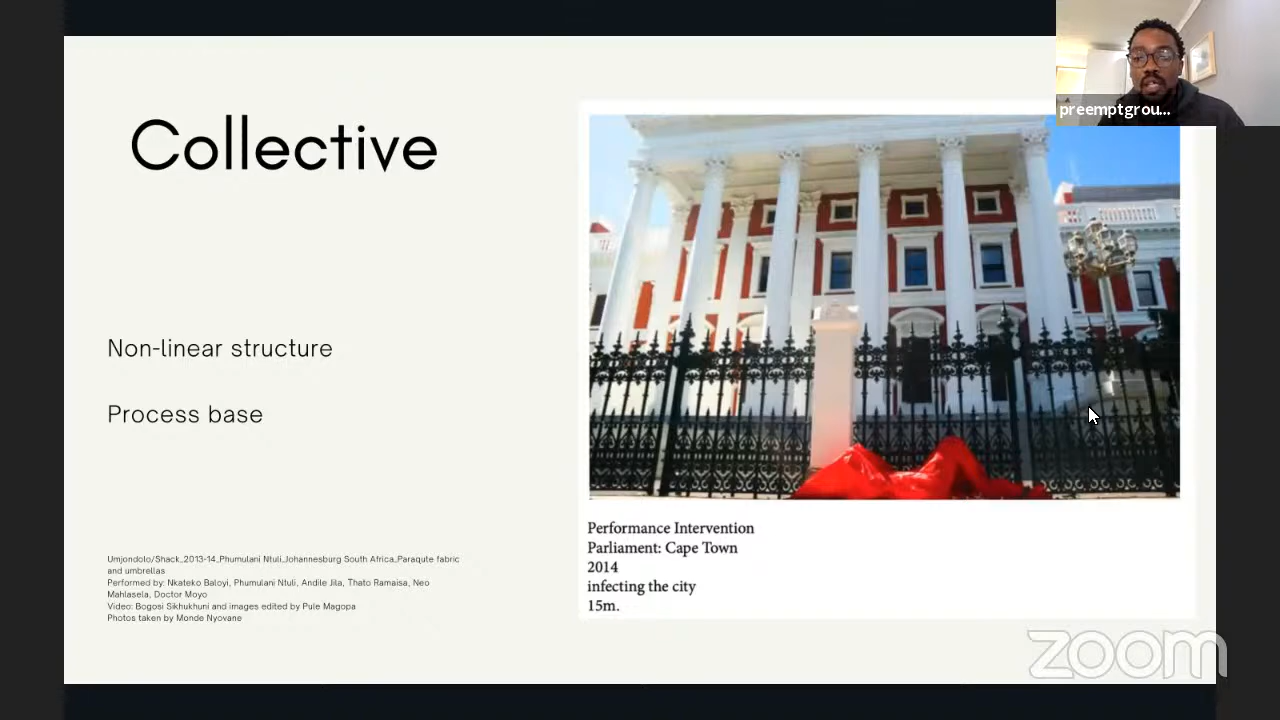 Collective
Non-linear structure
Process base
Umjondolo/Shack_2013-14_Phumulani Ntuli_Johannesburg South Africa_Paraqute fabric
and umbrellas
Performed by: Nkateko Baloyi, Phumulani Ntuli, Andile Jila, Thato Ramaisa, Neo
Mahlasela, Doctor Moyo
Video: Bogosi Sikhukhuni and images edited by Pule Magopa
Photos taken by Monde Nyovane
Performance Intervention
Parliament: Cape Town
2014
infecting the city
15m.
preemptgrou...
zoom